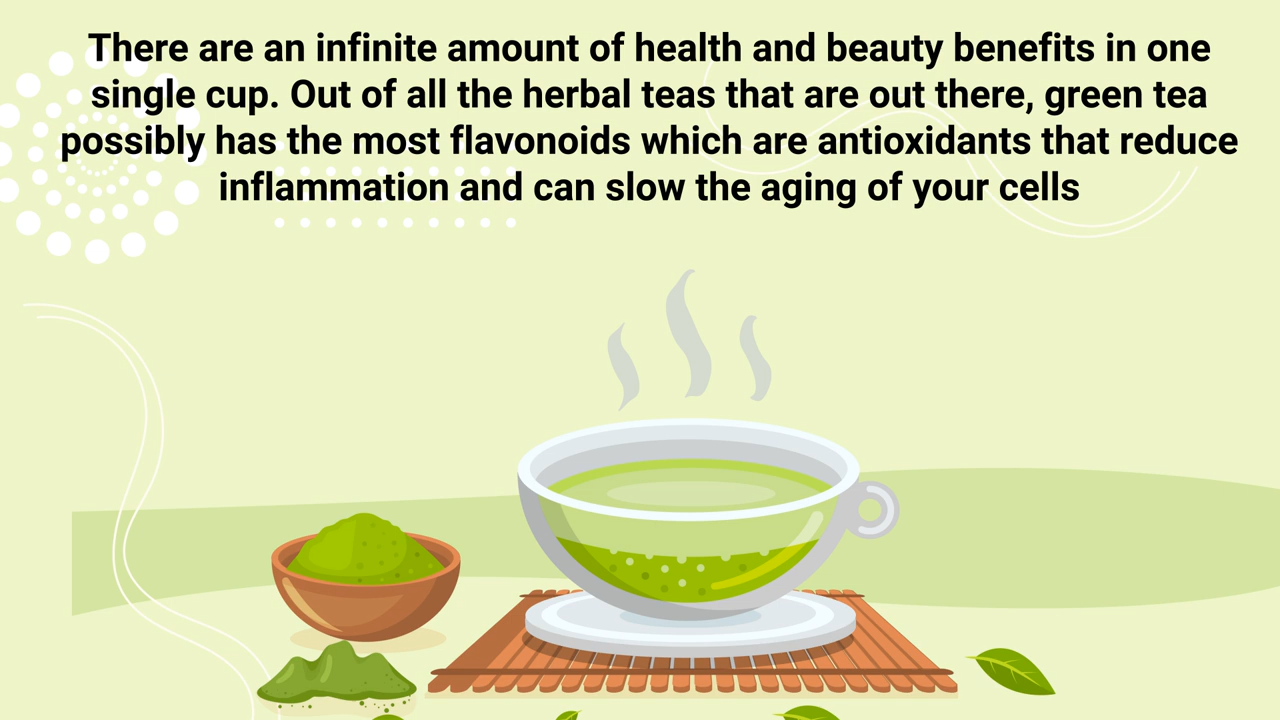 There are an infinite amount of health and beauty benefits in one
single cup. Out of all the herbal teas that are out there, green tea
possibly has the most flavonoids which are antioxidants that reduce
inflammation and can slow the aging of your cells